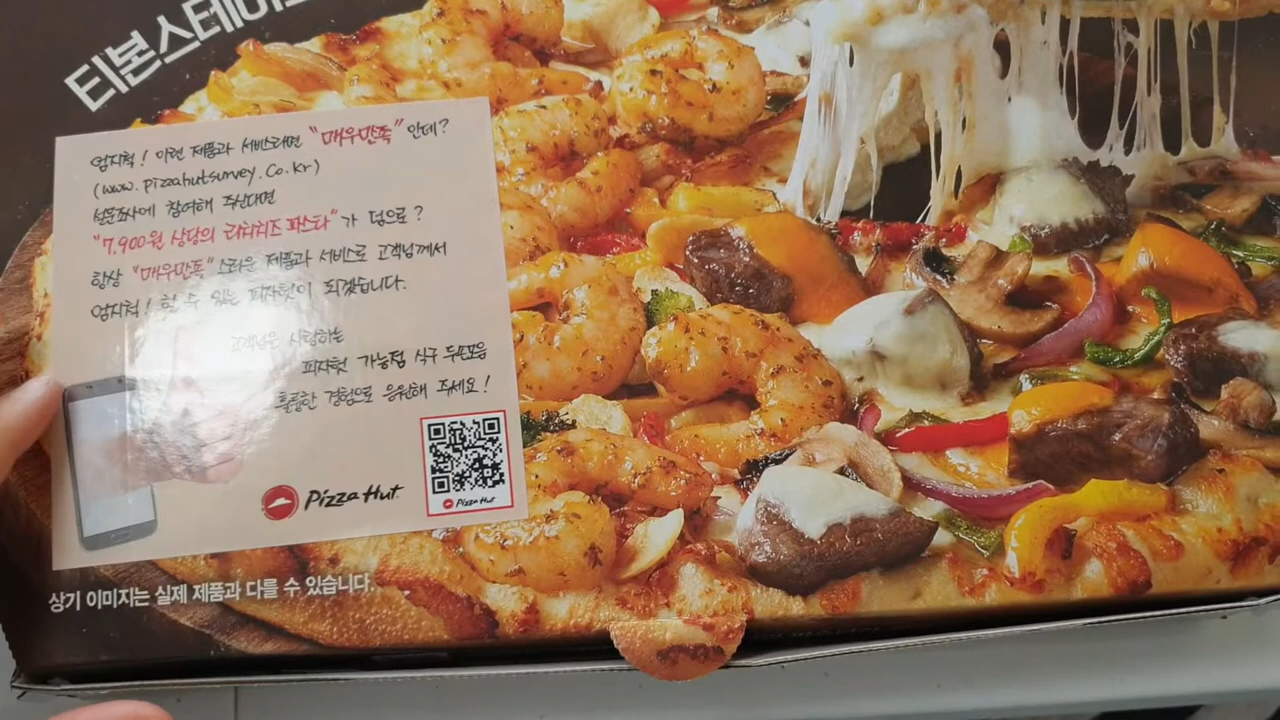 티본스테이크
엄지척! 이런 제품과 서비스라면 "매우만족" 인데?
(www.pizzahutsurvey.co.kr)
설문조사에 참여해 주신다면
"7,900원 상당의 리치치즈 파스타"가 덤으로?
항상 "매우만족"스러운 제품과 서비스로 고객님께서
엄지척! 할 수 있는 피자헛이 되겠습니다.
고객님을 사랑하는
피자헛 가능점 식구 두손모음
훌륭한 경험으로 응원해 주세요!
Pizza Hut
Pizza Hut
상기 이미지는 실제 제품과 다를 수 있습니다.